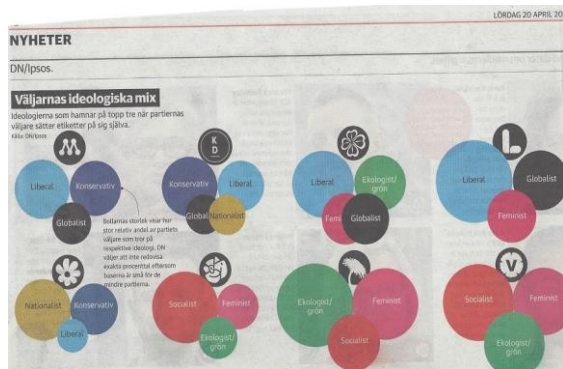 LÖRDAG 20 APRIL 20
NYHETER
DN/Ipsos.
Väljarnas ideologiska mix
Ideologierna som hamnar på topp tre när partiernas
väljare sätter etiketter på sig själva.
Källa: DN/Ipsos
Liberal
Konservativ
Globalist
K
D
Konservativ
Liberal
Global
Nationalist
Liberal
Ekologist/
grön
Femi
Globalist
L
Liberal
Globalist
Feminist
Bollarnas storlek visar hur
stor relativ andel av partiets
väljare som tror på
respektive ideologi. DN
väljer att inte redovisa
exakta procenttal eftersom
baserna är små för de
mindre partierna.
Nationalist
Konservativ
Liberal
Socialist
Feminist
Ekologist/
grön
Ekologist/
grön
Feminist
Socialist
V
Socialist
Feminist
Ekologist/
grön